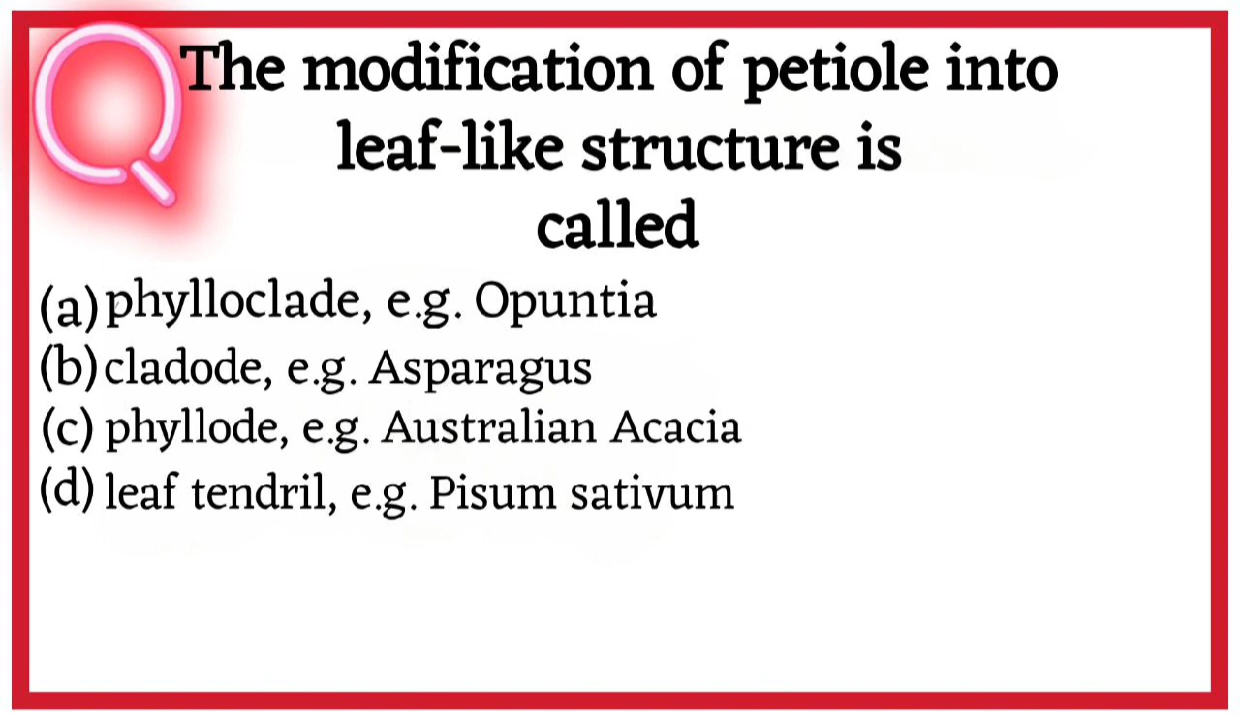 Q The modification of petiole into
leaf-like structure is
called
(a) phylloclade, e.g. Opuntia
(b) cladode, e.g. Asparagus
(c) phyllode, e.g. Australian Acacia
(d) leaf tendril, e.g. Pisum sativum